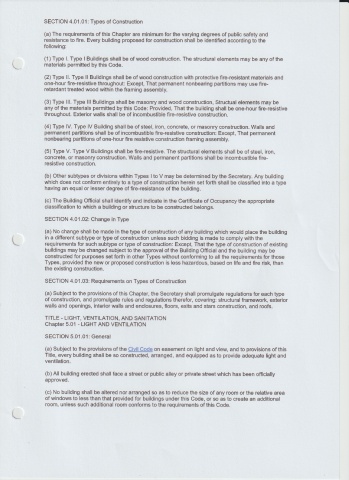 SECTION 4.01.01: Types of Construction
(a) The requirements of this Chapter are minimum for the varying degrees of public safety and
resistance to fire. Every building proposed for construction shall be identified according to the
following:
(1) Type I. Type I Buildings shall be of wood construction. The structural elements may be any of the
materials permitted by this Code.
(2) Type II. Type II Buildings shall be of wood construction with protective fire-resistant materials and
one-hour fire-resistive throughout: Except, That permanent nonbearing partitions may use fire-
retardant treated wood within the framing assembly.
(3) Type III. Type III Buildings shall be masonry and wood construction, Structural elements may be
any of the materials permitted by this Code: Provided, That the building shall be one-hour fire-resistive
throughout. Exterior walls shall be of incombustible fire-resistive construction.
(4) Type IV. Type IV Building shall be of steel, iron, concrete, or masonry construction. Walls and
permanent partitions shall be of incombustible fire-resistive construction: Except, That permanent
nonbearing partitions of one-hour fire resistive construction framing assembly.
(5) Type V. Type V Buildings shall be fire-resistive. The structural elements shall be of steel, iron,
concrete, or masonry construction. Walls and permanent partitions shall be of incombustible fire-
resistive construction.
(b) Other subtypes or divisions within Types I to V may be determined by the Secretary. Any building
which does not conform entirely to a type of construction herein set forth shall be classified into a type
having an equal or lesser degree of fire-resistance of the building.
(c) The Building Official shall identify and indicate in the Certificate of Occupancy the appropriate
classification to which a building or structure to be constructed belongs.
SECTION 4.01.02: Change in Type
(a) No change shall be made in the type of construction of any building which would place the building
in a different subtype or type of construction unless such bidding is made to comply with the
requirements for such subtype or type of construction: Except, That the type of construction of existing
buildings may be changed subject to the approval of the Building Official and the building may be
constructed for purposes set forth in other Types without conforming to all the requirements for those
Types, provided the new or proposed construction is less hazardous, based on life and fire risk, than
the existing construction.
SECTION 4.01.03: Requirements on Types of Construction
(a) Subject to the provisions of this Chapter, the Secretary shall promulgate regulations for each type
of construction, and promulgate rules and regulations therefor, covering; structural framework, exterior
walls and openings, interior walls and enclosures, floors, exits and stairs construction, and roofs.
TITLE - LIGHT, VENTILATION, AND SANITATION
Chapter 5.01 - LIGHT AND VENTILATION
SECTION 5.01.01: General
(a) Subject to the provisions of the Civil Code on easement on light and view, and to provisions of this
Title, every building shall be so constructed, arranged, and equipped as to provide adequate light and
ventilation.
(b) All building erected shall face a street or public alley or private street which has been officially
approved.
(c) No building shall be altered nor arranged so as to reduce the size of any room or the relative area
of windows to less than that provided for buildings under this Code, or so as to create an additional
room, unless such additional room conforms to the requirements of this Code.